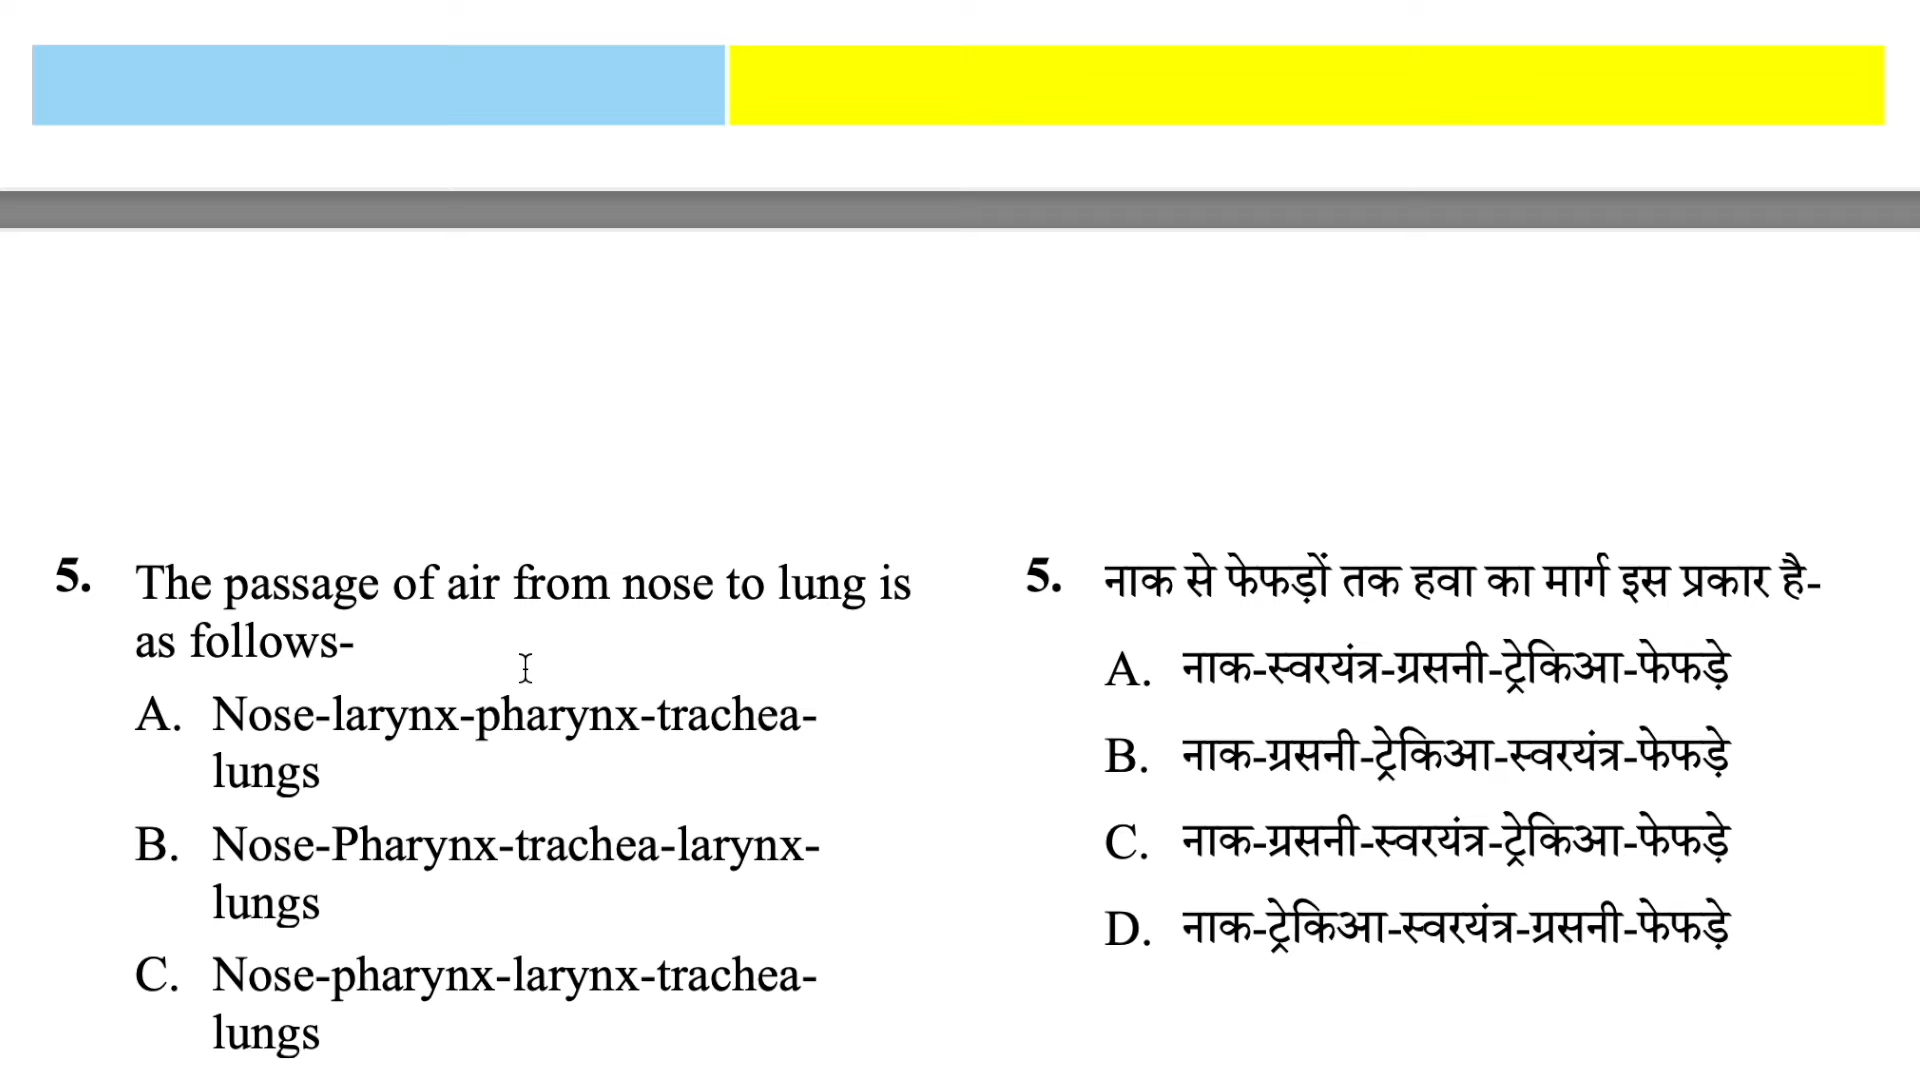 5. The passage of air from nose to lung is
as follows-
A. Nose-larynx-pharynx-trachea-
lungs
B. Nose-Pharynx-trachea-larynx-
lungs
C. Nose-pharynx-larynx-trachea-
lungs
5. नाक से फेफड़ों तक हवा का मार्ग इस प्रकार है-
A. नाक-स्वरयंत्र-ग्रसनी-ट्रेकिआ-फेफड़े
B. नाक-ग्रसनी-ट्रेकिआ-स्वरयंत्र-फेफड़े
C. नाक-ग्रसनी-स्वरयंत्र-ट्रेकिआ-फेफड़े
D. नाक-ट्रेकिआ-स्वरयंत्र-ग्रसनी-फेफड़े